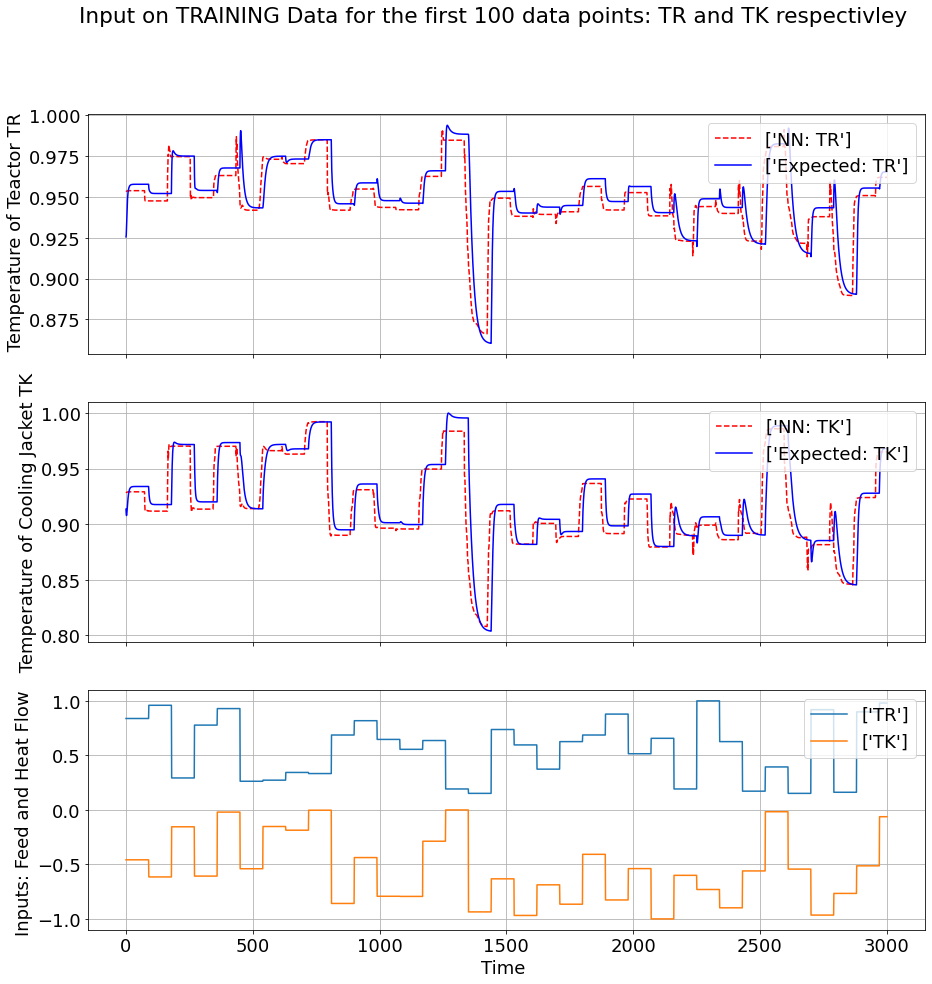 Input on TRAINING Data for the first 100 data points: TR and TK respectivley
Temperature of Teactor TR
1.000
0.975
0.950
0.925
0.900
0.875
['NN: TR']
['Expected: TR']
Temperature of Cooling Jacket TK
1.00
0.95
0.90
0.85
0.80
['NN: TK']
['Expected: TK']
Inputs: Feed and Heat Flow
1.0
0.5
0.0
−0.5
−1.0
['TR']
['TK']
0 500 1000 1500 2000 2500 3000
Time